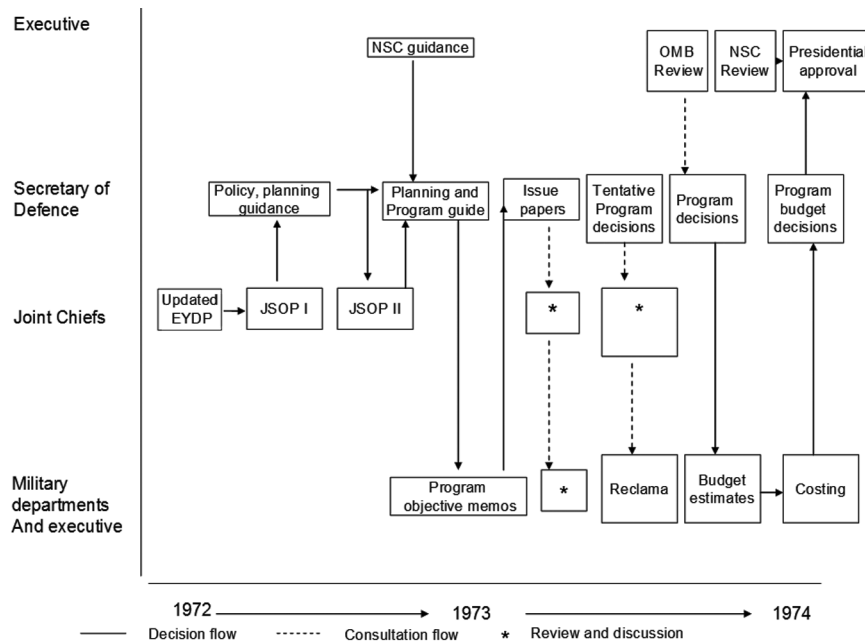 Executive
NSC guidance
OMB
Review
NSC
Review
Presidential
approval
Secretary of
Defence
Policy, planning
guidance
Planning and
Program guide
Issue
papers
Tentative
Program
decisions
Program
decisions
Program
budget
decisions
Joint Chiefs
Updated
EYDP
JSOP I
JSOP II
*
*
Military
departments
And executive
Program
objective memos
*
Reclama
Budget
estimates
Costing
1972
1973
1974
Decision flow
Consultation flow
* Review and discussion